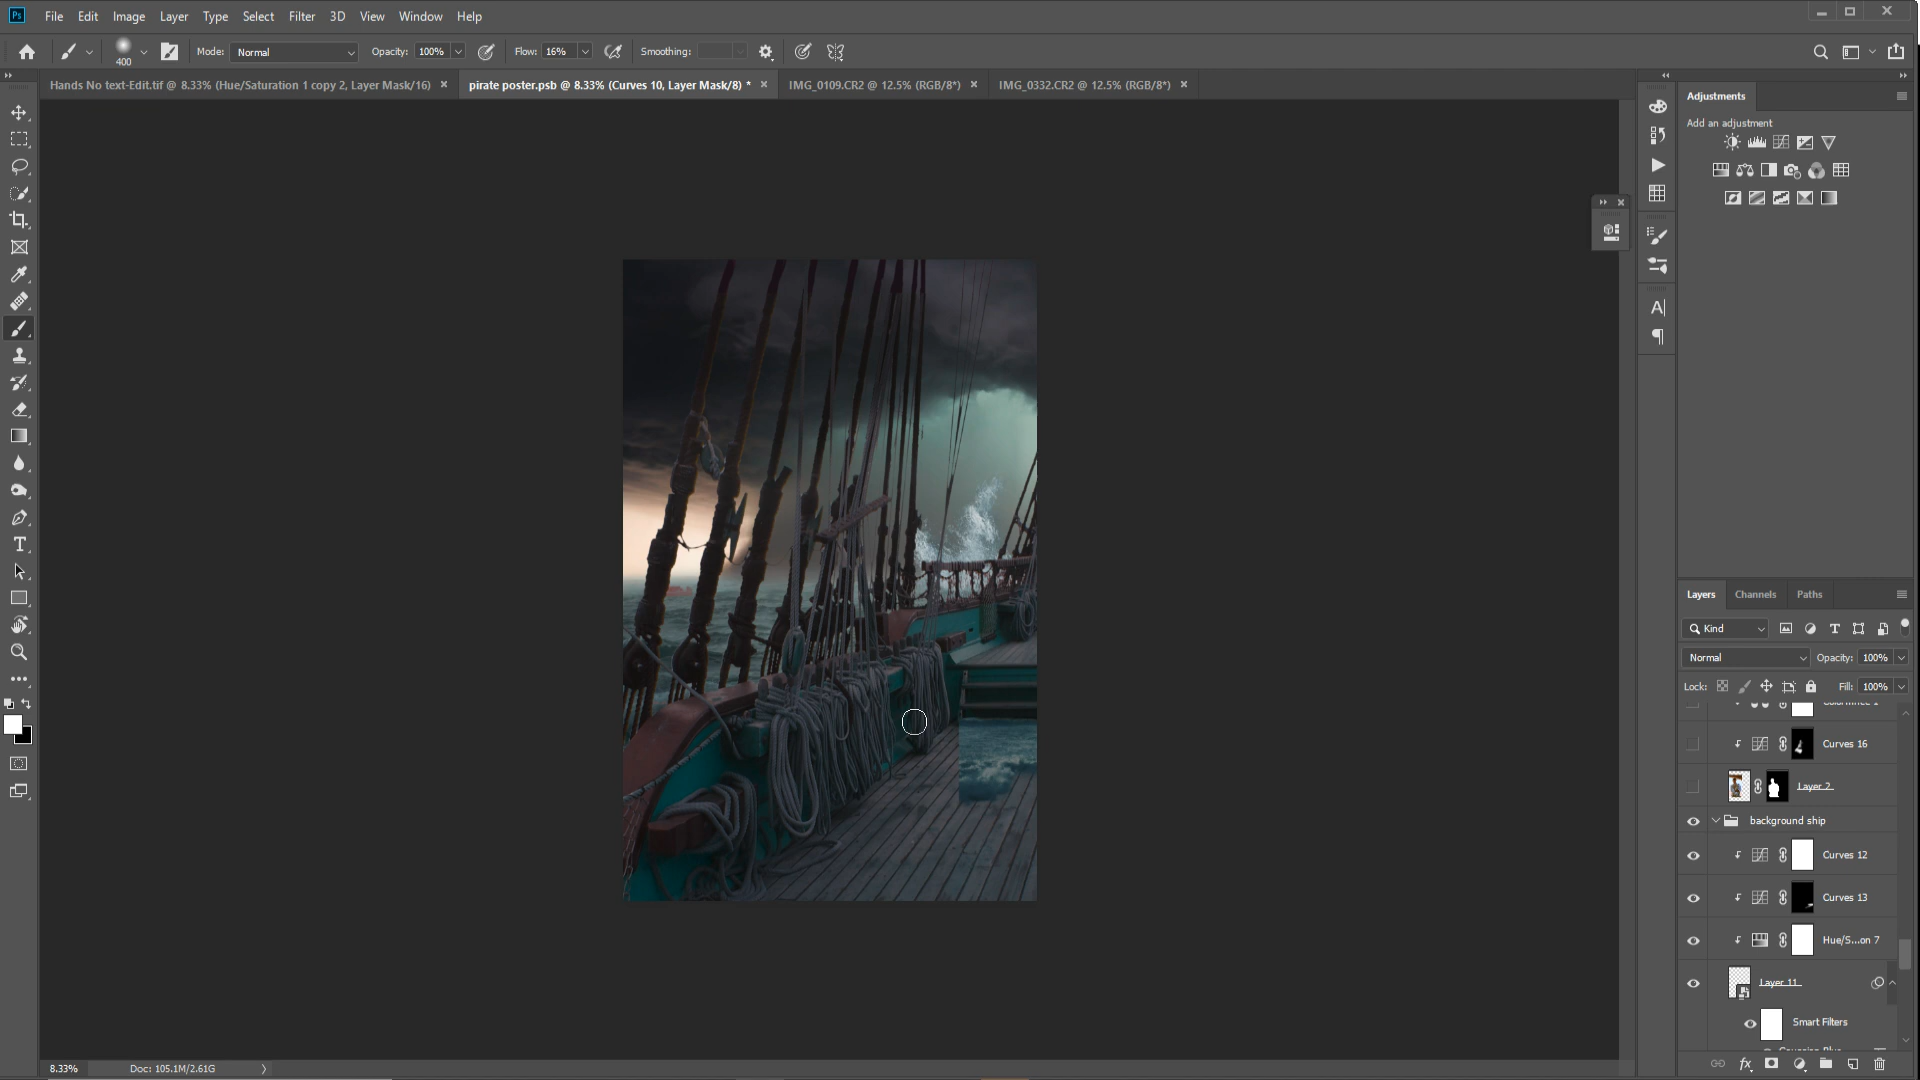 Ps File Edit Image Layer Type Select Filter 3D View Window Help
400 Mode: Normal Opacity: 100% Flow: 16% Smoothing:
Hands No text-Edit.tif @ 8.33% (Hue/Saturation 1 copy 2, Layer Mask/16) × pirate poster.psb @ 8.33% (Curves 10, Layer Mask/8) * × IMG_0109.CR2 @ 12.5% (RGB/8*) × IMG_0332.CR2 @ 12.5% (RGB/8*) ×
Adjustments
Add an adjustment
Layers Channels Paths
Kind
Normal Opacity: 100%
Lock: Fill: 100%
Curves 16
Layer 2
background ship
Curves 12
Curves 13
Hue/S...on 7
Layer 11
Smart Filters
8.33% Doc: 105.1M/2.61G